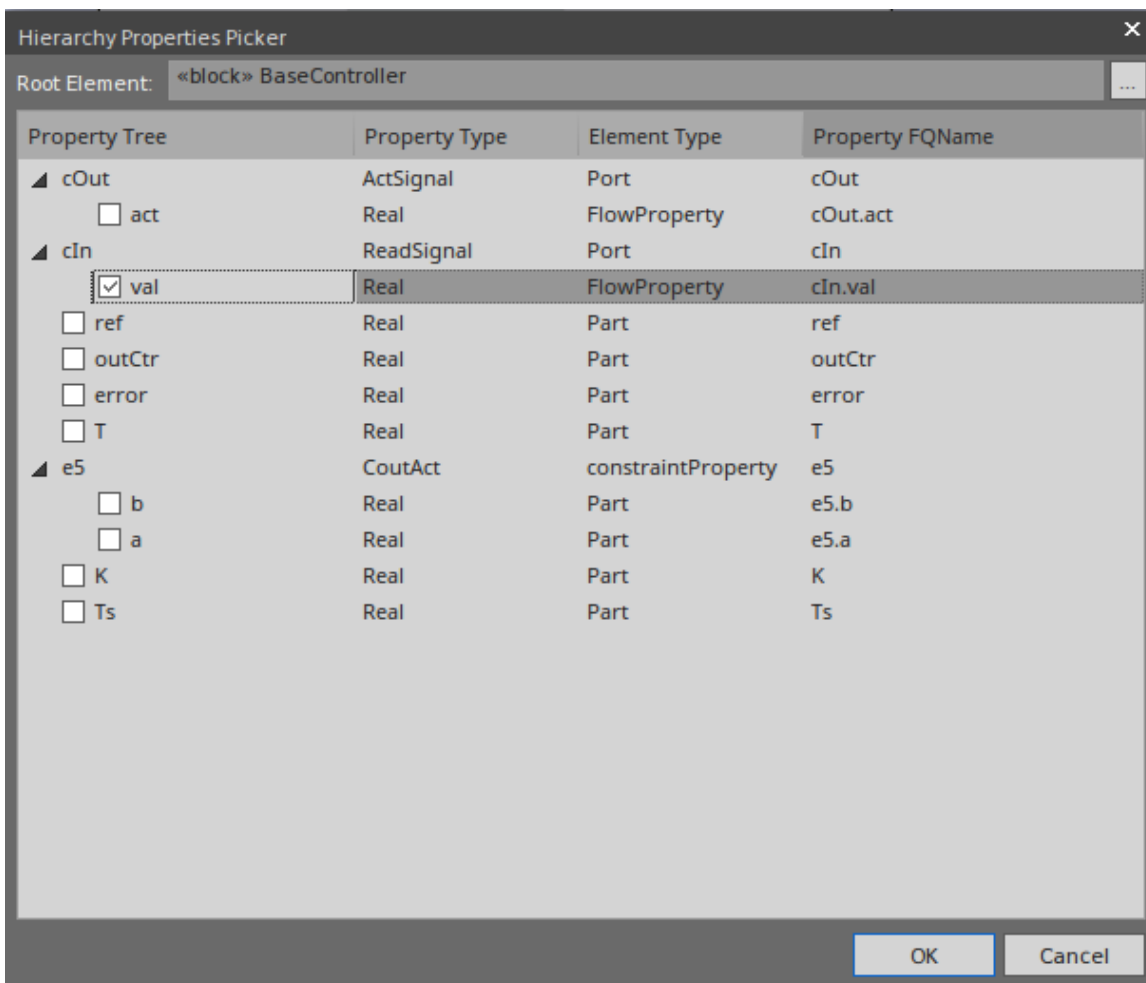 Hierarchy Properties Picker
Root Element: «block» BaseController ...
Property Tree Property Type Element Type Property FQName
cOut ActSignal Port cOut
act Real FlowProperty cOut.act
cIn ReadSignal Port cIn
val Real FlowProperty cIn.val
ref Real Part ref
outCtr Real Part outCtr
error Real Part error
T Real Part T
e5 CoutAct constraintProperty e5
b Real Part e5.b
a Real Part e5.a
K Real Part K
Ts Real Part Ts
OK Cancel